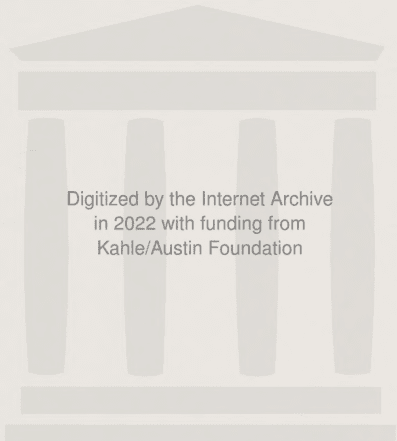 Digitized by the Internet Archive
in 2022 with funding from
Kahle/Austin Foundation